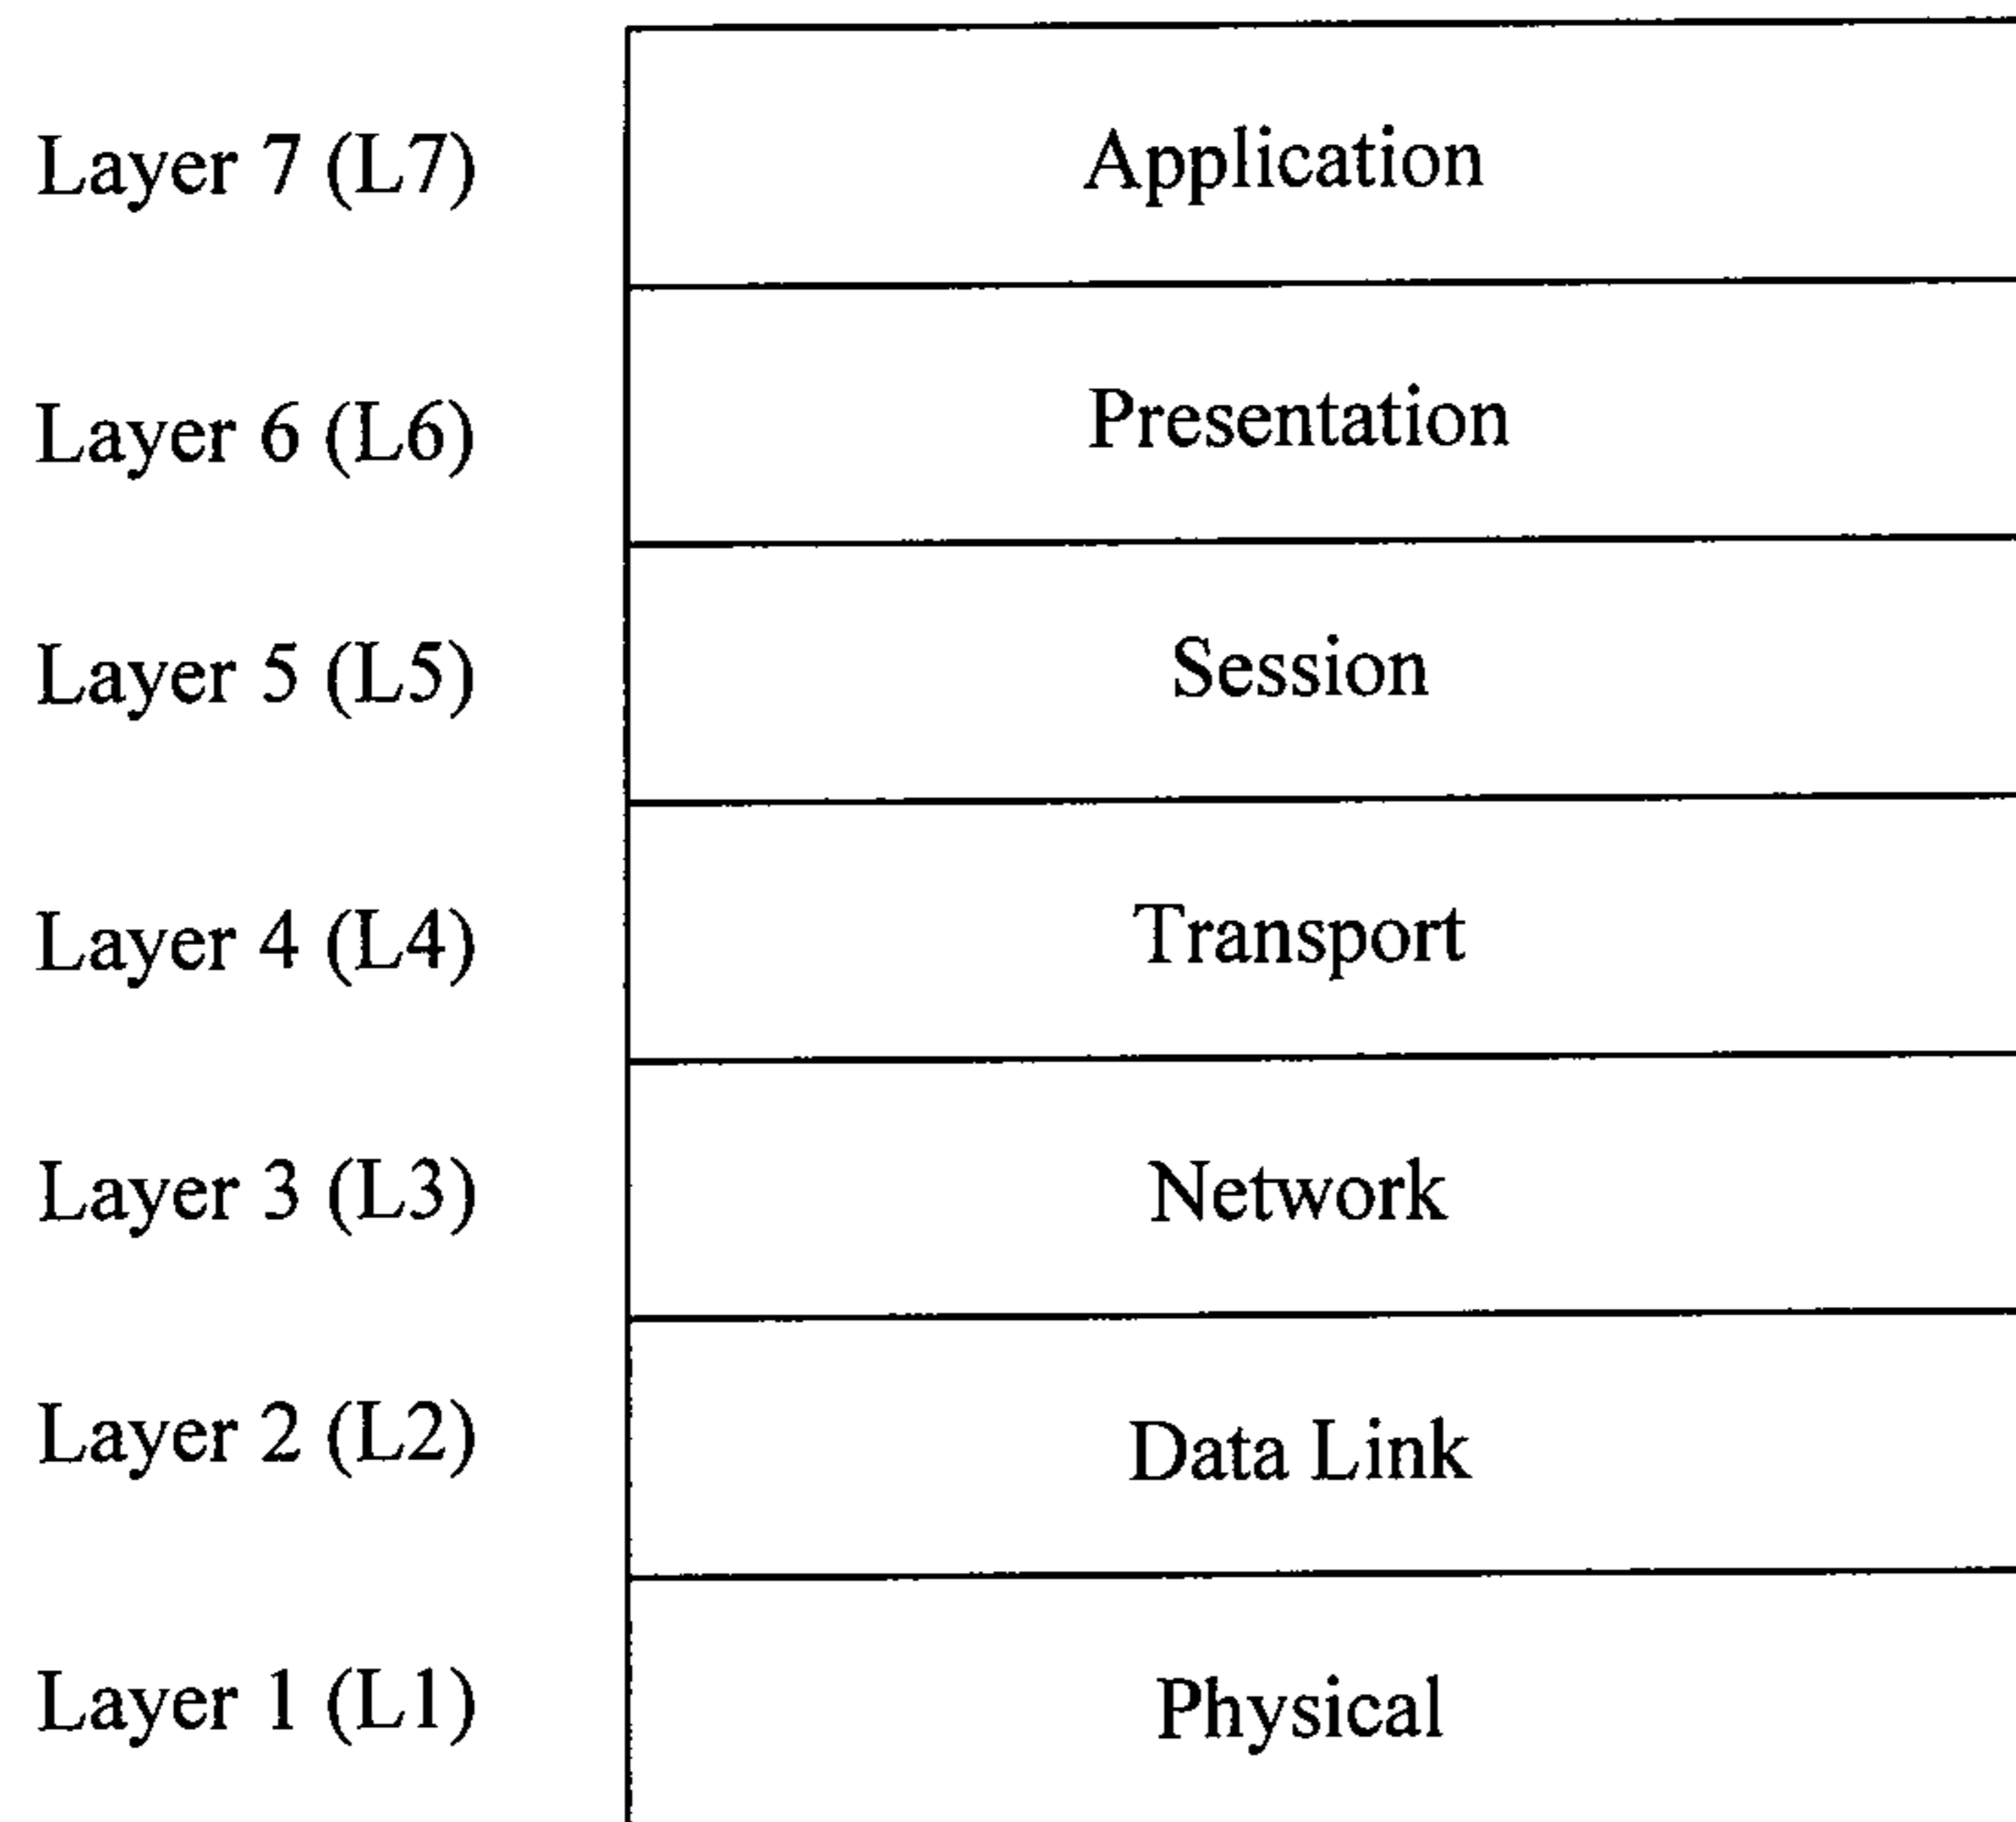 Layer 7 (L7) Application
Layer 6 (L6) Presentation
Layer 5 (L5) Session
Layer 4 (L4) Transport
Layer 3 (L3) Network
Layer 2 (L2) Data Link
Layer 1 (L1) Physical